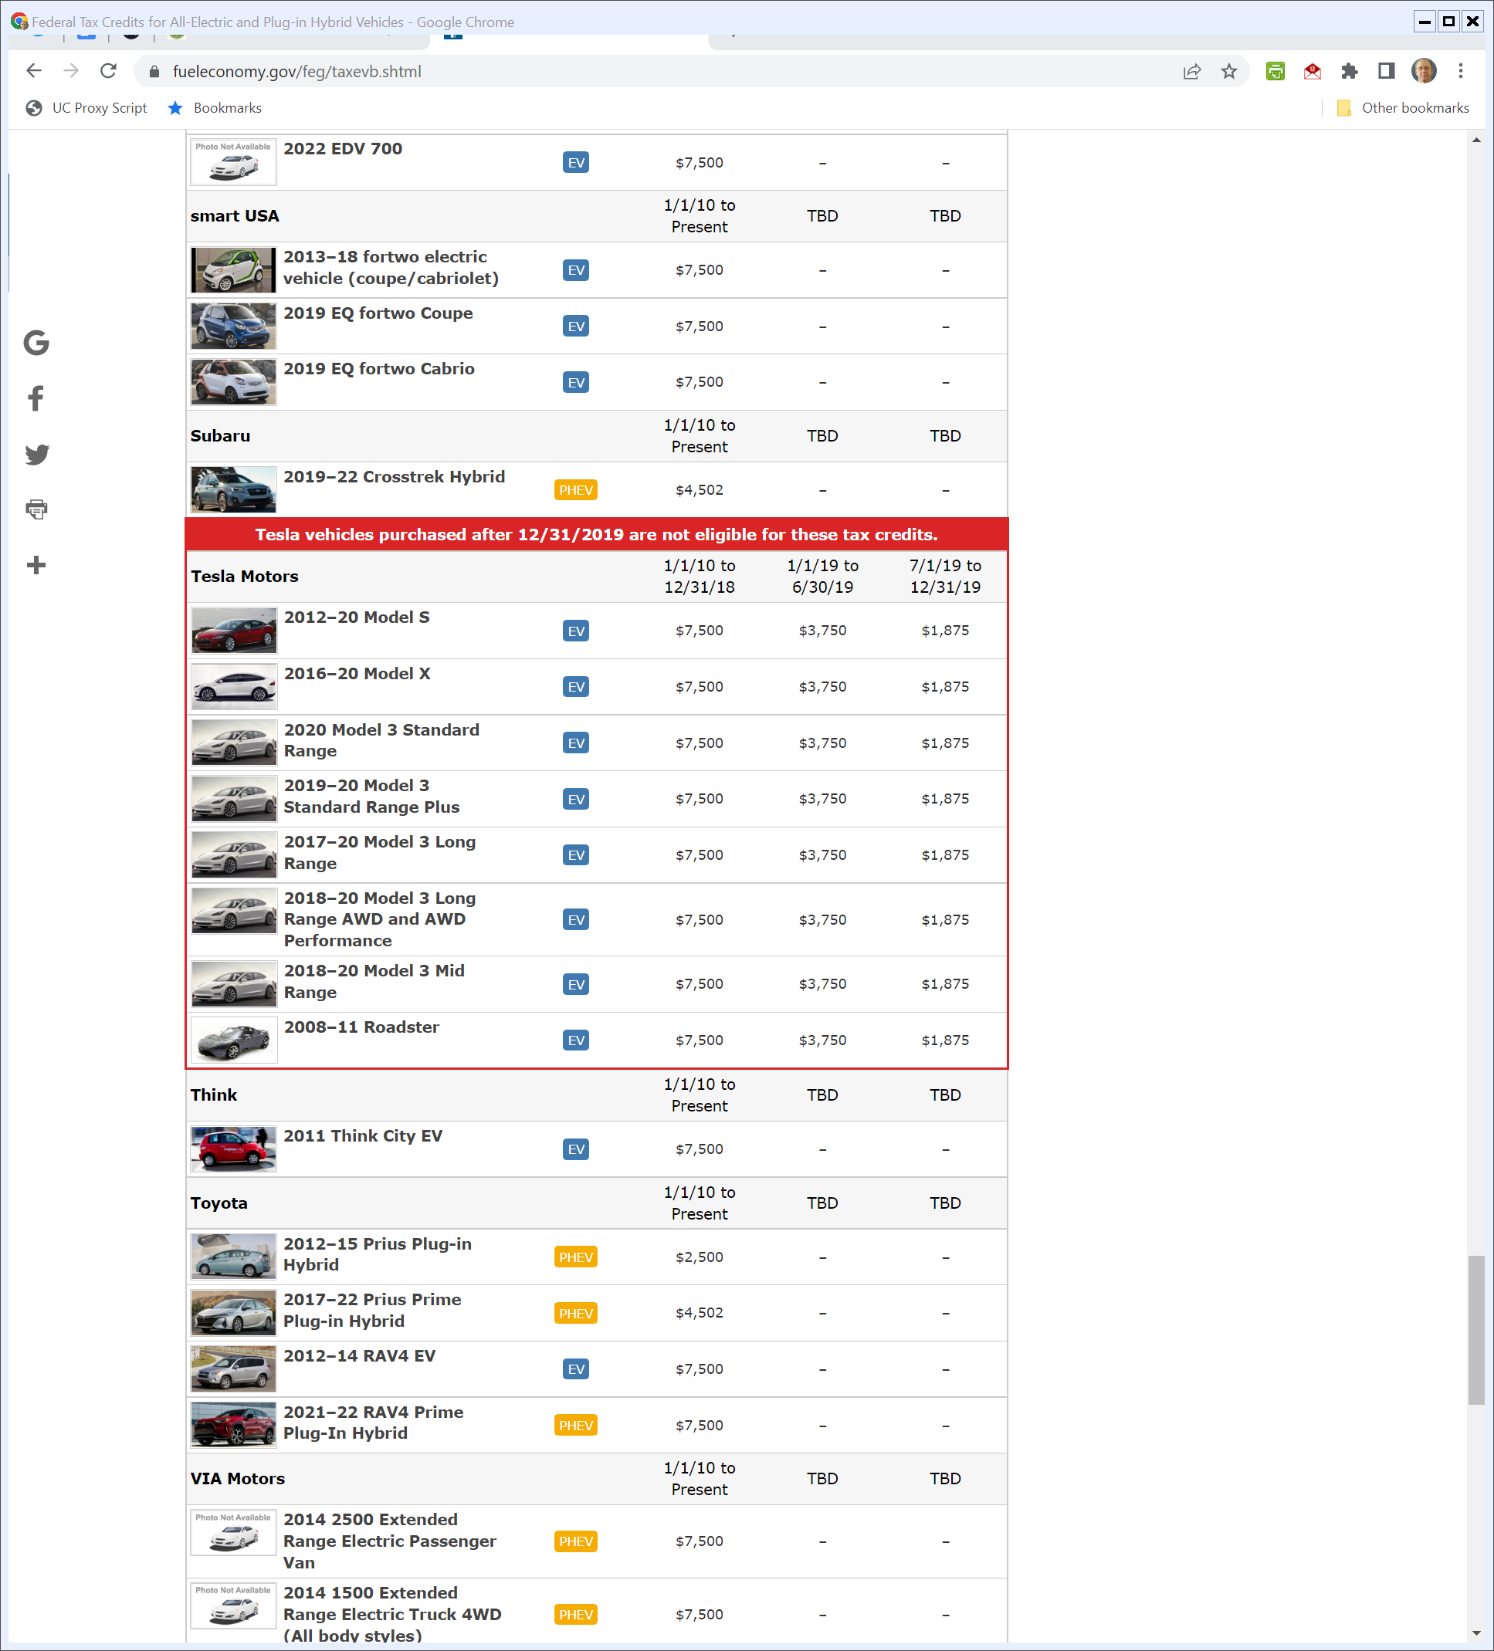 Federal Tax Credits for All-Electric and Plug-in Hybrid Vehicles - Google Chrome
fueleconomy.gov/feg/taxevb.shtml
UC Proxy Script
Bookmarks
Other bookmarks
Photo Not Available
2022 EDV 700
EV
$7,500
–
–
smart USA
1/1/10 to
Present
TBD
TBD
2013–18 fortwo electric
vehicle (coupe/cabriolet)
EV
$7,500
–
–
2019 EQ fortwo Coupe
EV
$7,500
–
–
2019 EQ fortwo Cabrio
EV
$7,500
–
–
Subaru
1/1/10 to
Present
TBD
TBD
2019–22 Crosstrek Hybrid
PHEV
$4,502
–
–
Tesla vehicles purchased after 12/31/2019 are not eligible for these tax credits.
Tesla Motors
1/1/10 to
12/31/18
1/1/19 to
6/30/19
7/1/19 to
12/31/19
2012–20 Model S
EV
$7,500
$3,750
$1,875
2016–20 Model X
EV
$7,500
$3,750
$1,875
2020 Model 3 Standard
Range
EV
$7,500
$3,750
$1,875
2019–20 Model 3
Standard Range Plus
EV
$7,500
$3,750
$1,875
2017–20 Model 3 Long
Range
EV
$7,500
$3,750
$1,875
2018–20 Model 3 Long
Range AWD and AWD
Performance
EV
$7,500
$3,750
$1,875
2018–20 Model 3 Mid
Range
EV
$7,500
$3,750
$1,875
2008–11 Roadster
EV
$7,500
$3,750
$1,875
Think
1/1/10 to
Present
TBD
TBD
2011 Think City EV
EV
$7,500
–
–
Toyota
1/1/10 to
Present
TBD
TBD
2012–15 Prius Plug-in
Hybrid
PHEV
$2,500
–
–
2017–22 Prius Prime
Plug-in Hybrid
PHEV
$4,502
–
–
2012–14 RAV4 EV
EV
$7,500
–
–
2021–22 RAV4 Prime
Plug-In Hybrid
PHEV
$7,500
–
–
VIA Motors
1/1/10 to
Present
TBD
TBD
Photo Not Available
2014 2500 Extended
Range Electric Passenger
Van
PHEV
$7,500
–
–
Photo Not Available
2014 1500 Extended
Range Electric Truck 4WD
(All body styles)
PHEV
$7,500
–
–